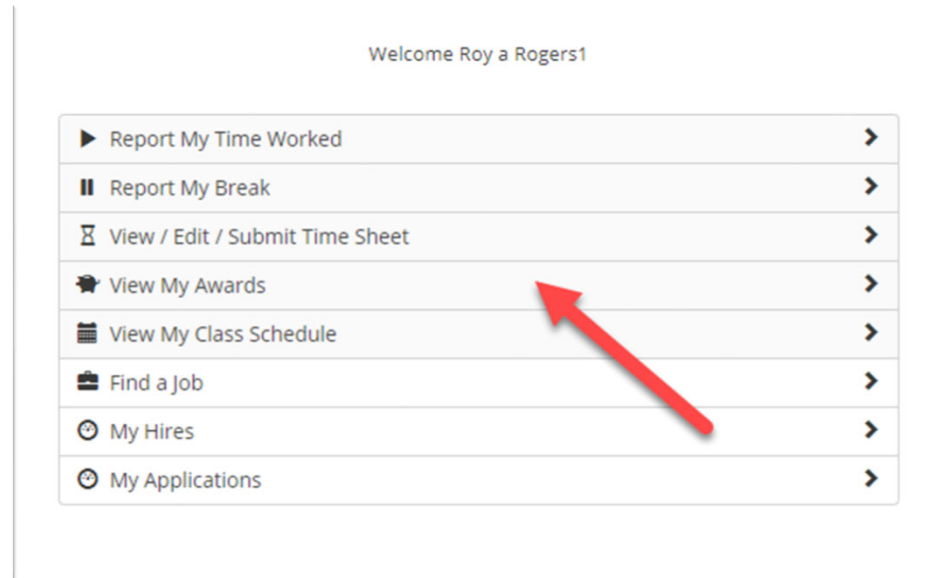 Welcome Roy a Rogers1
Report My Time Worked
Report My Break
View / Edit / Submit Time Sheet
View My Awards
View My Class Schedule
Find a Job
My Hires
My Applications